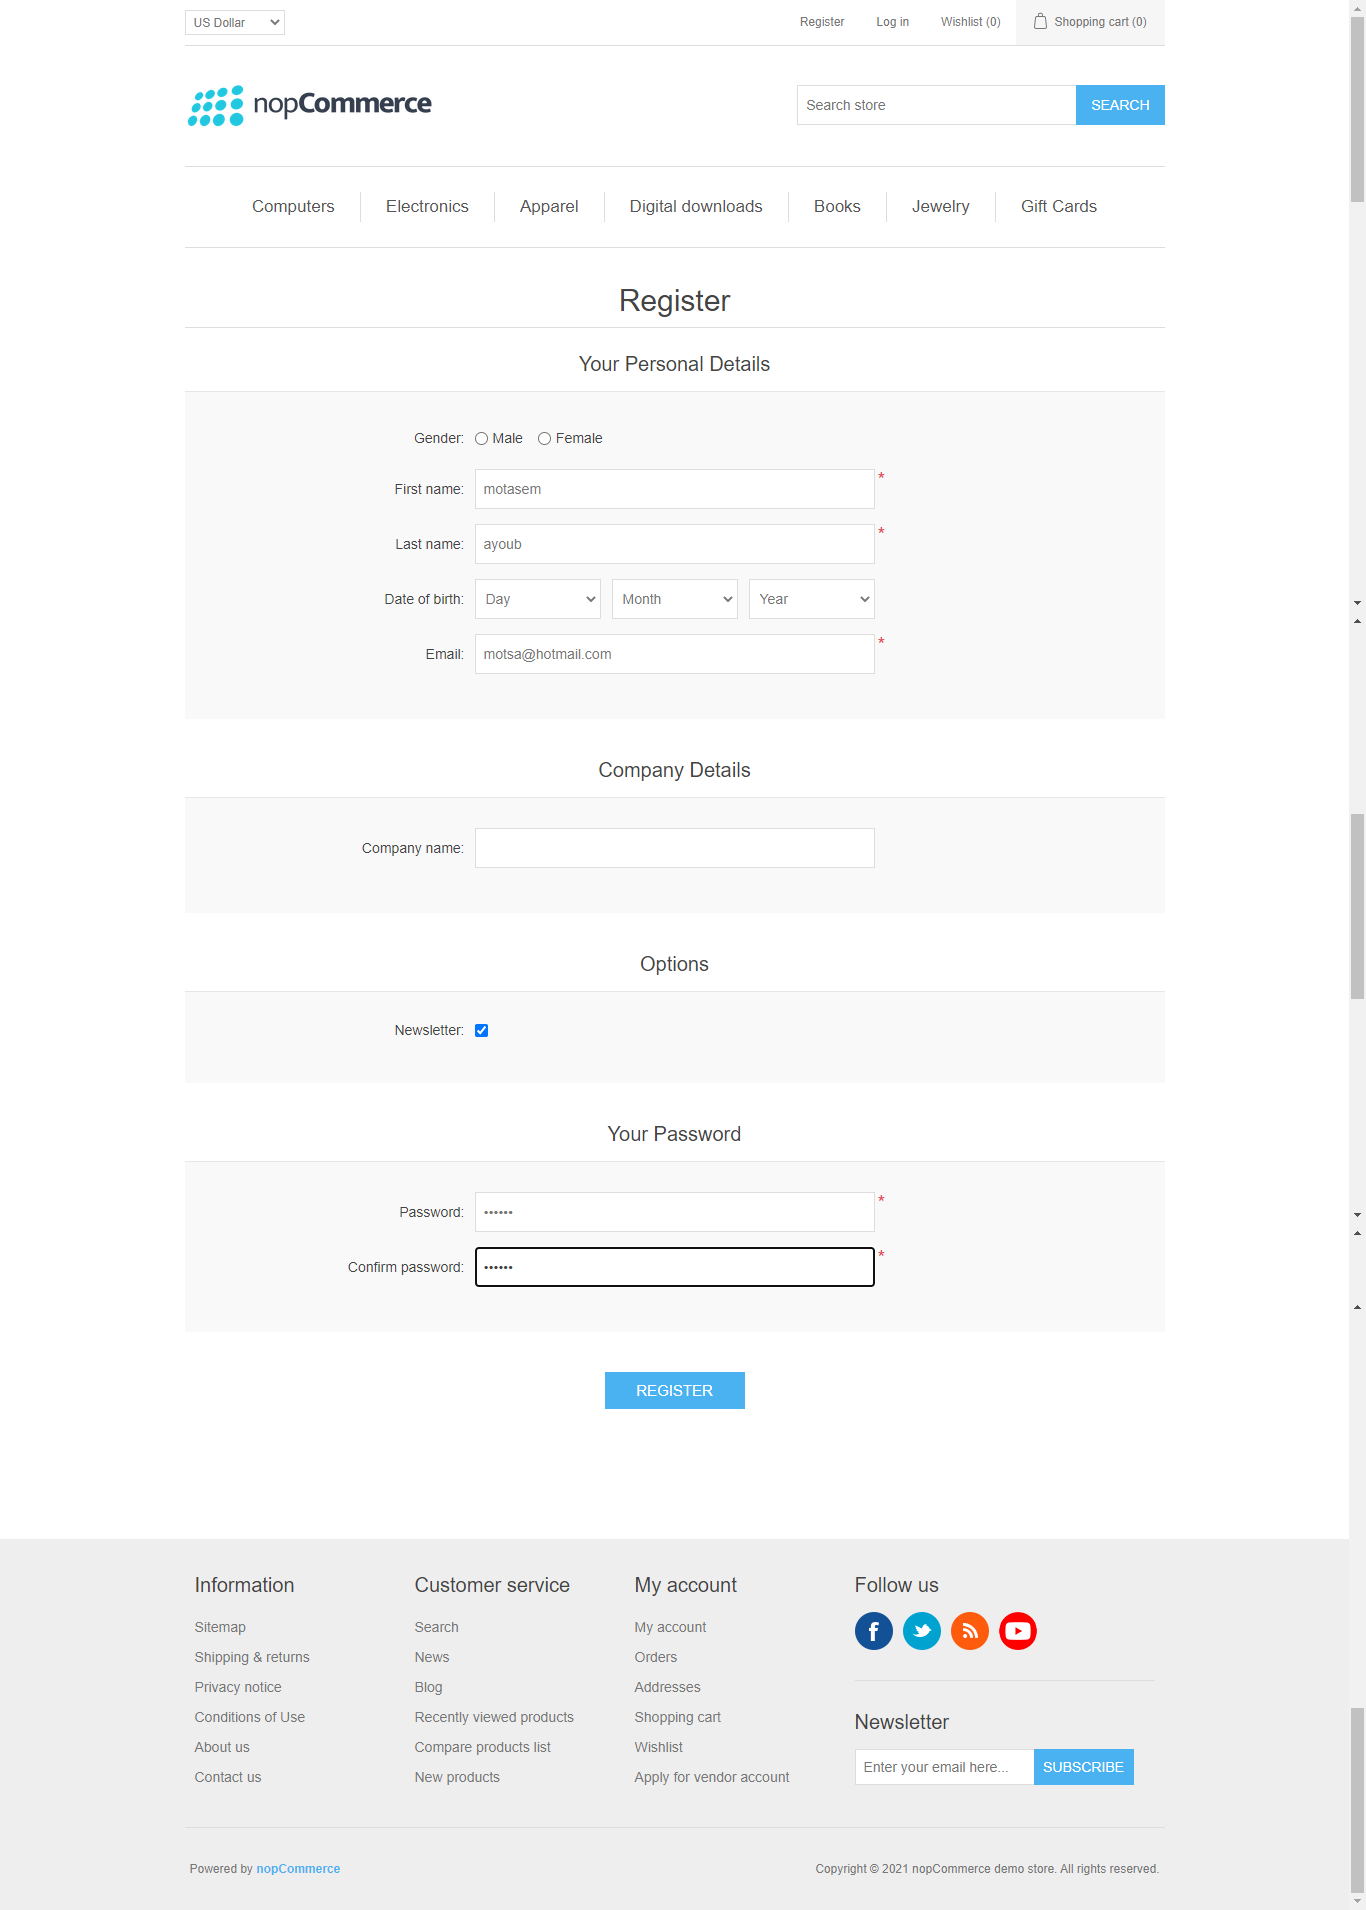 US Dollar
Register Log in Wishlist (0) Shopping cart (0)
nopCommerce
Search store SEARCH
Computers Electronics Apparel Digital downloads Books Jewelry Gift Cards
Register
Your Personal Details
Gender: Male Female
First name: motasem *
Last name: ayoub *
Date of birth: Day Month Year
Email: motsa@hotmail.com *
Company Details
Company name:
Options
Newsletter:
Your Password
Password: •••••• *
Confirm password: •••••• *
REGISTER
Information
Sitemap
Shipping & returns
Privacy notice
Conditions of Use
About us
Contact us
Customer service
Search
News
Blog
Recently viewed products
Compare products list
New products
My account
My account
Orders
Addresses
Shopping cart
Wishlist
Apply for vendor account
Follow us
Newsletter
Enter your email here... SUBSCRIBE
Powered by nopCommerce
Copyright © 2021 nopCommerce demo store. All rights reserved.